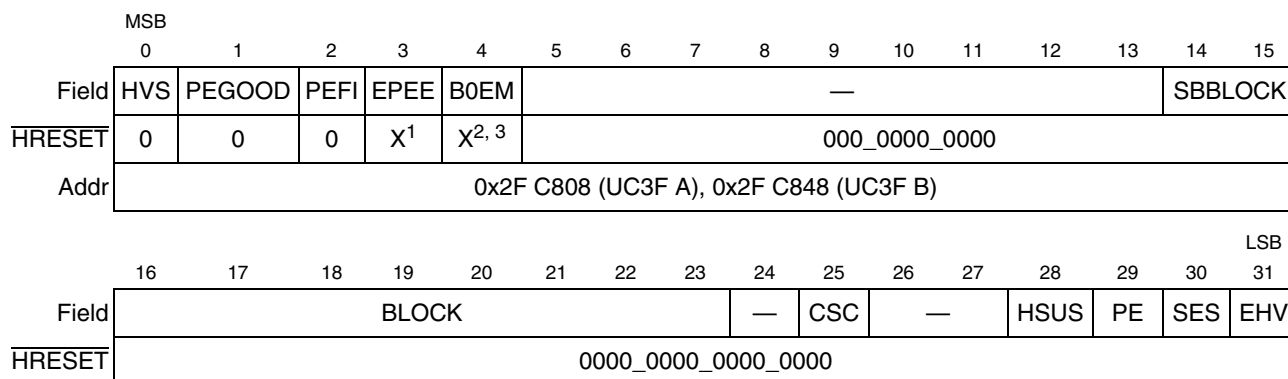 MSB
0 1 2 3 4 5 6 7 8 9 10 11 12 13 14 15
Field HVS PEGOOD PEFI EPEE B0EM — SBBLOCK
HRESET 0 0 0 X1 X2, 3 000_0000_0000
Addr 0x2F C808 (UC3F A), 0x2F C848 (UC3F B)
LSB
16 17 18 19 20 21 22 23 24 25 26 27 28 29 30 31
Field BLOCK — CSC — HSUS PE SES EHV
HRESET 0000_0000_0000_0000